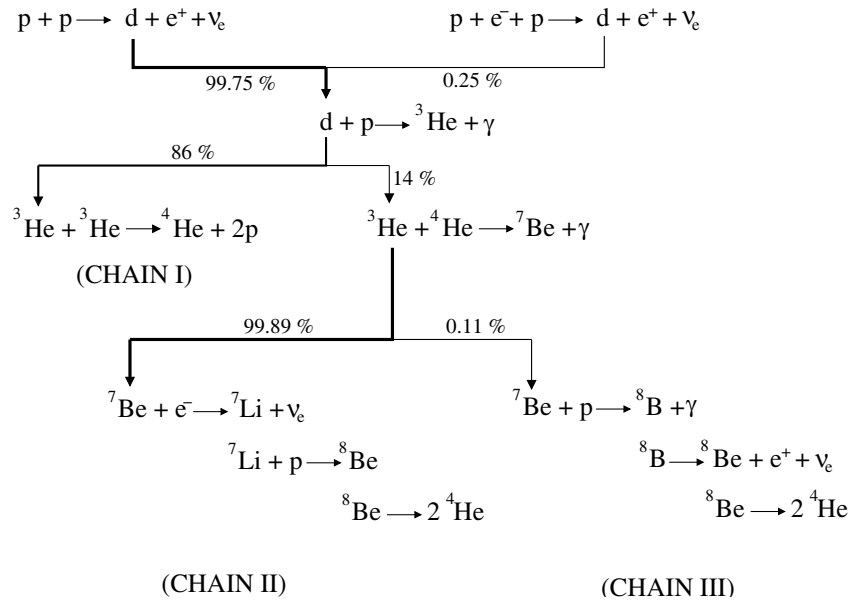 p + p → d + e⁺ + νₑ
p + e⁻ + p → d + e⁺ + νₑ
99.75 %
0.25 %
d + p → ³He + γ
86 %
14 %
³He + ³He → ⁴He + 2p
³He + ⁴He → ⁷Be + γ
(CHAIN I)
99.89 %
0.11 %
⁷Be + e⁻ → ⁷Li + νₑ
⁷Li + p → ⁸Be
⁸Be → 2 ⁴He
⁷Be + p → ⁸B + γ
⁸B → ⁸Be + e⁺ + νₑ
⁸Be → 2 ⁴He
(CHAIN II)
(CHAIN III)